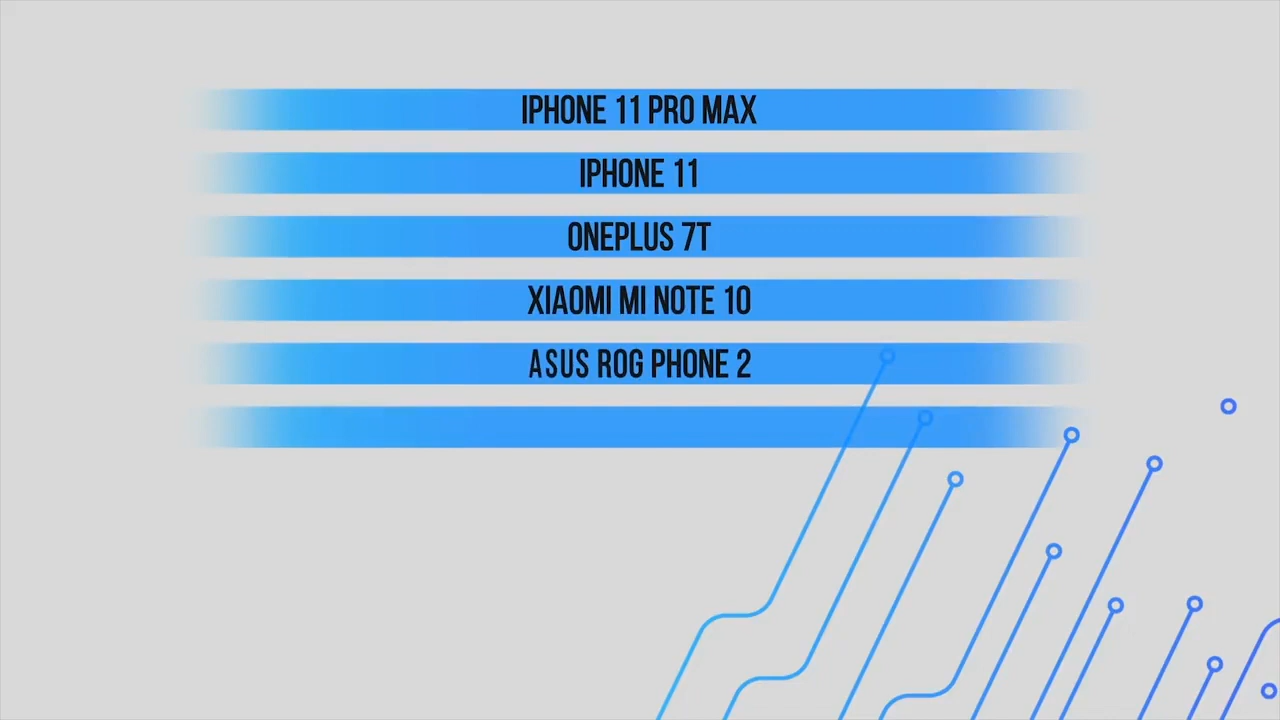 IPHONE 11 PRO MAX
IPHONE 11
ONEPLUS 7T
XIAOMI MI NOTE 10
ASUS ROG PHONE 2